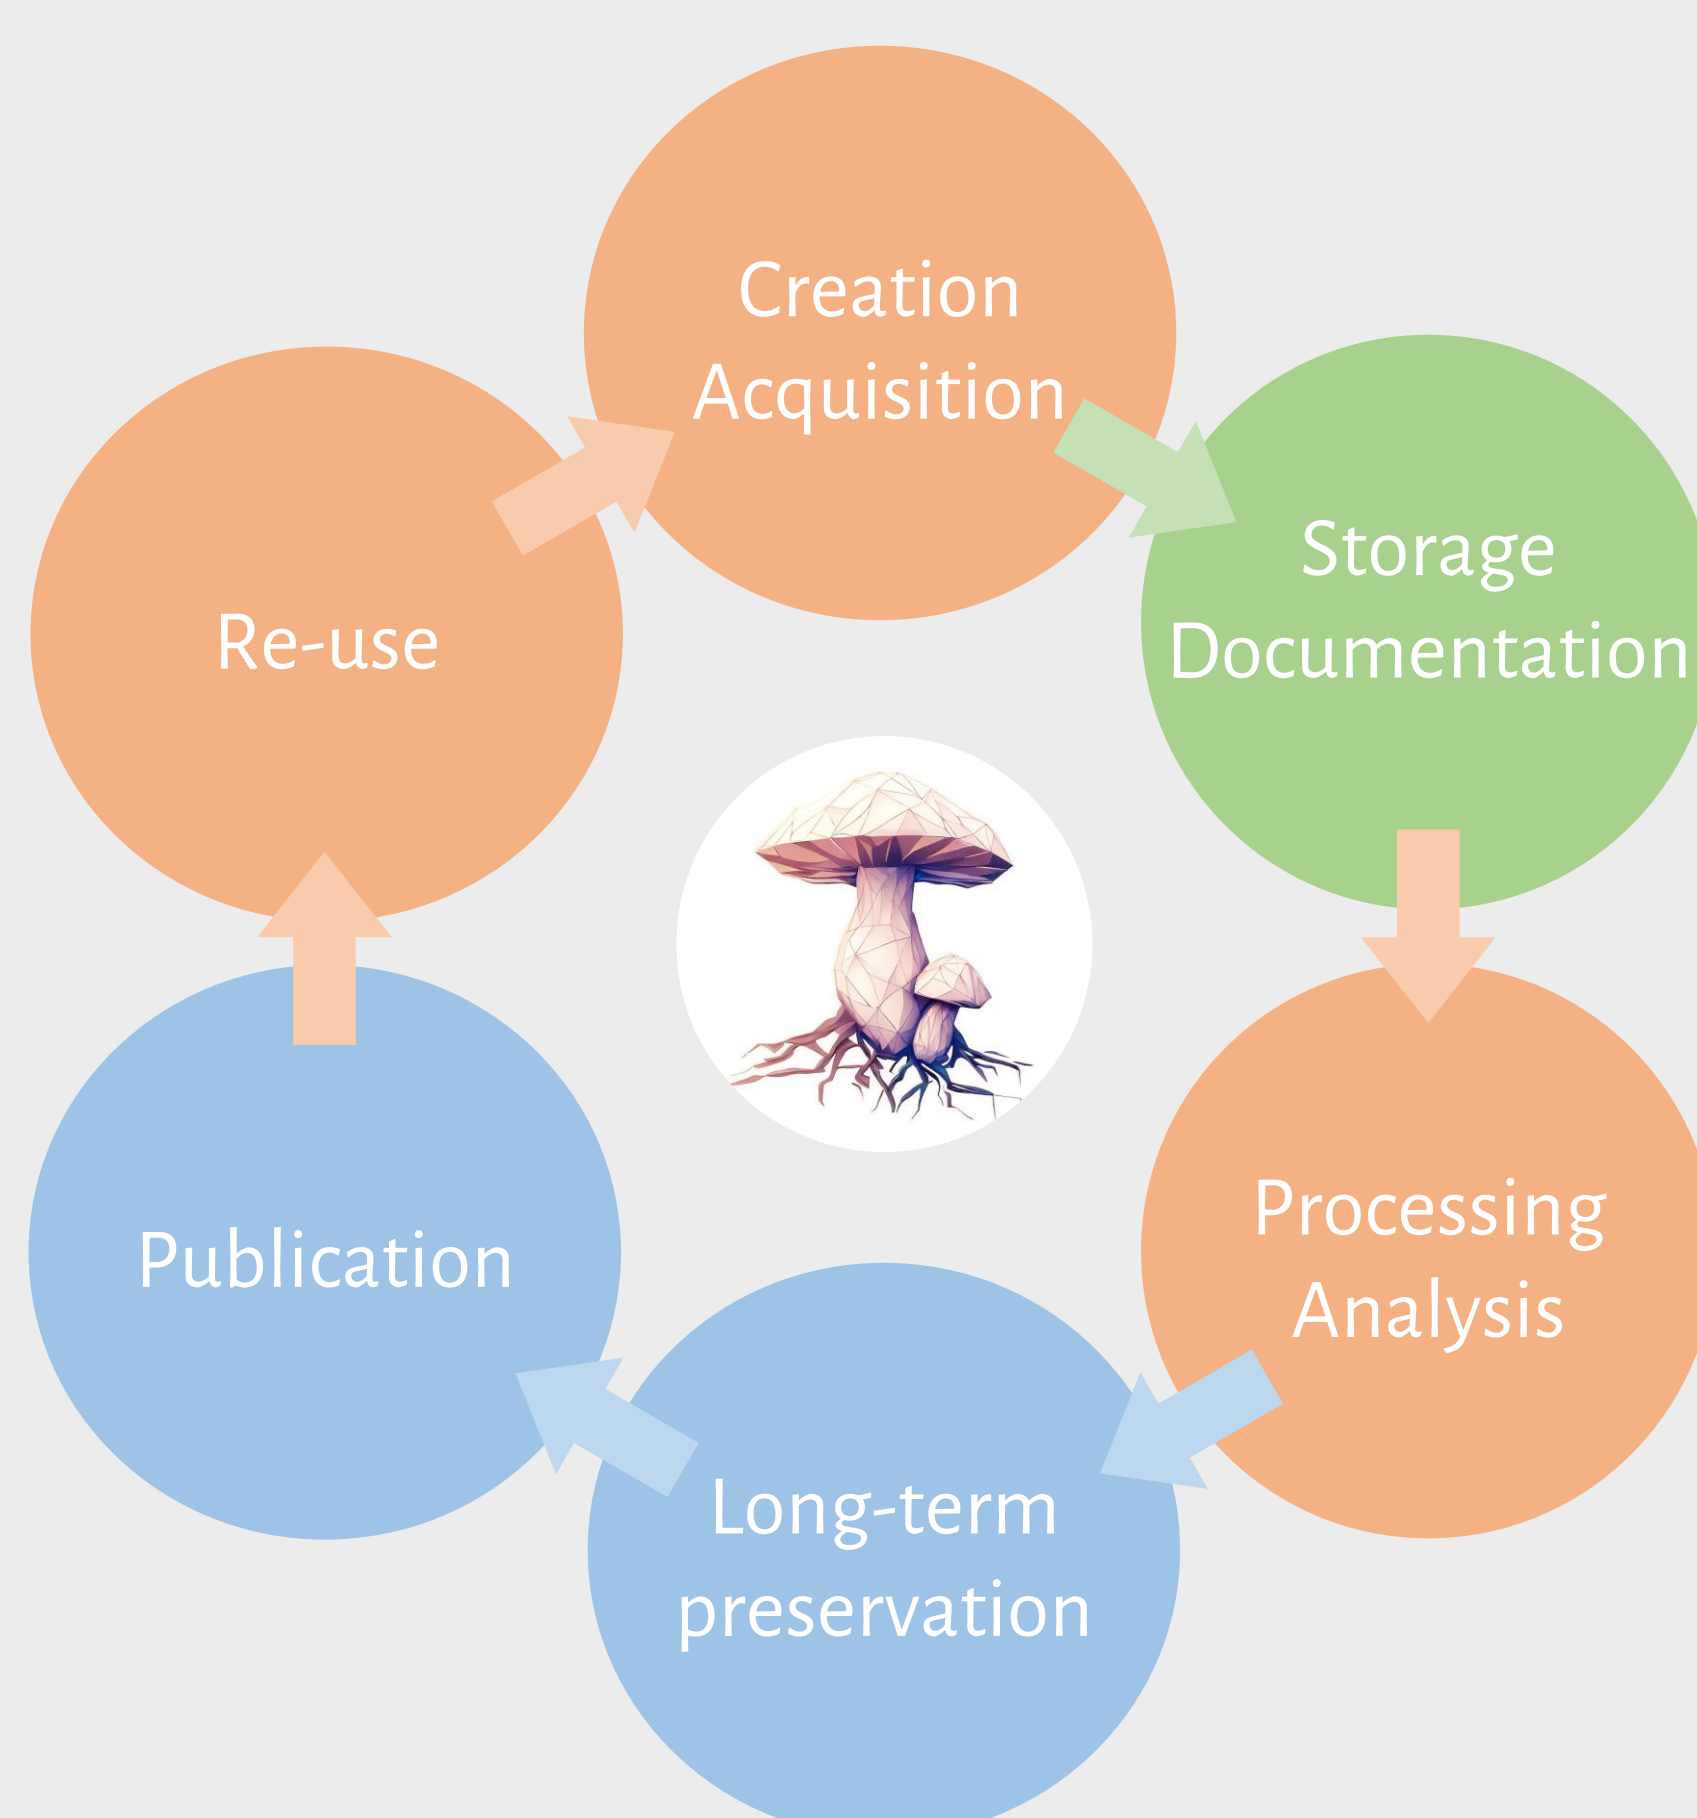 Creation
Acquisition
Storage
Documentation
Processing
Analysis
Long-term
preservation
Publication
Re-use